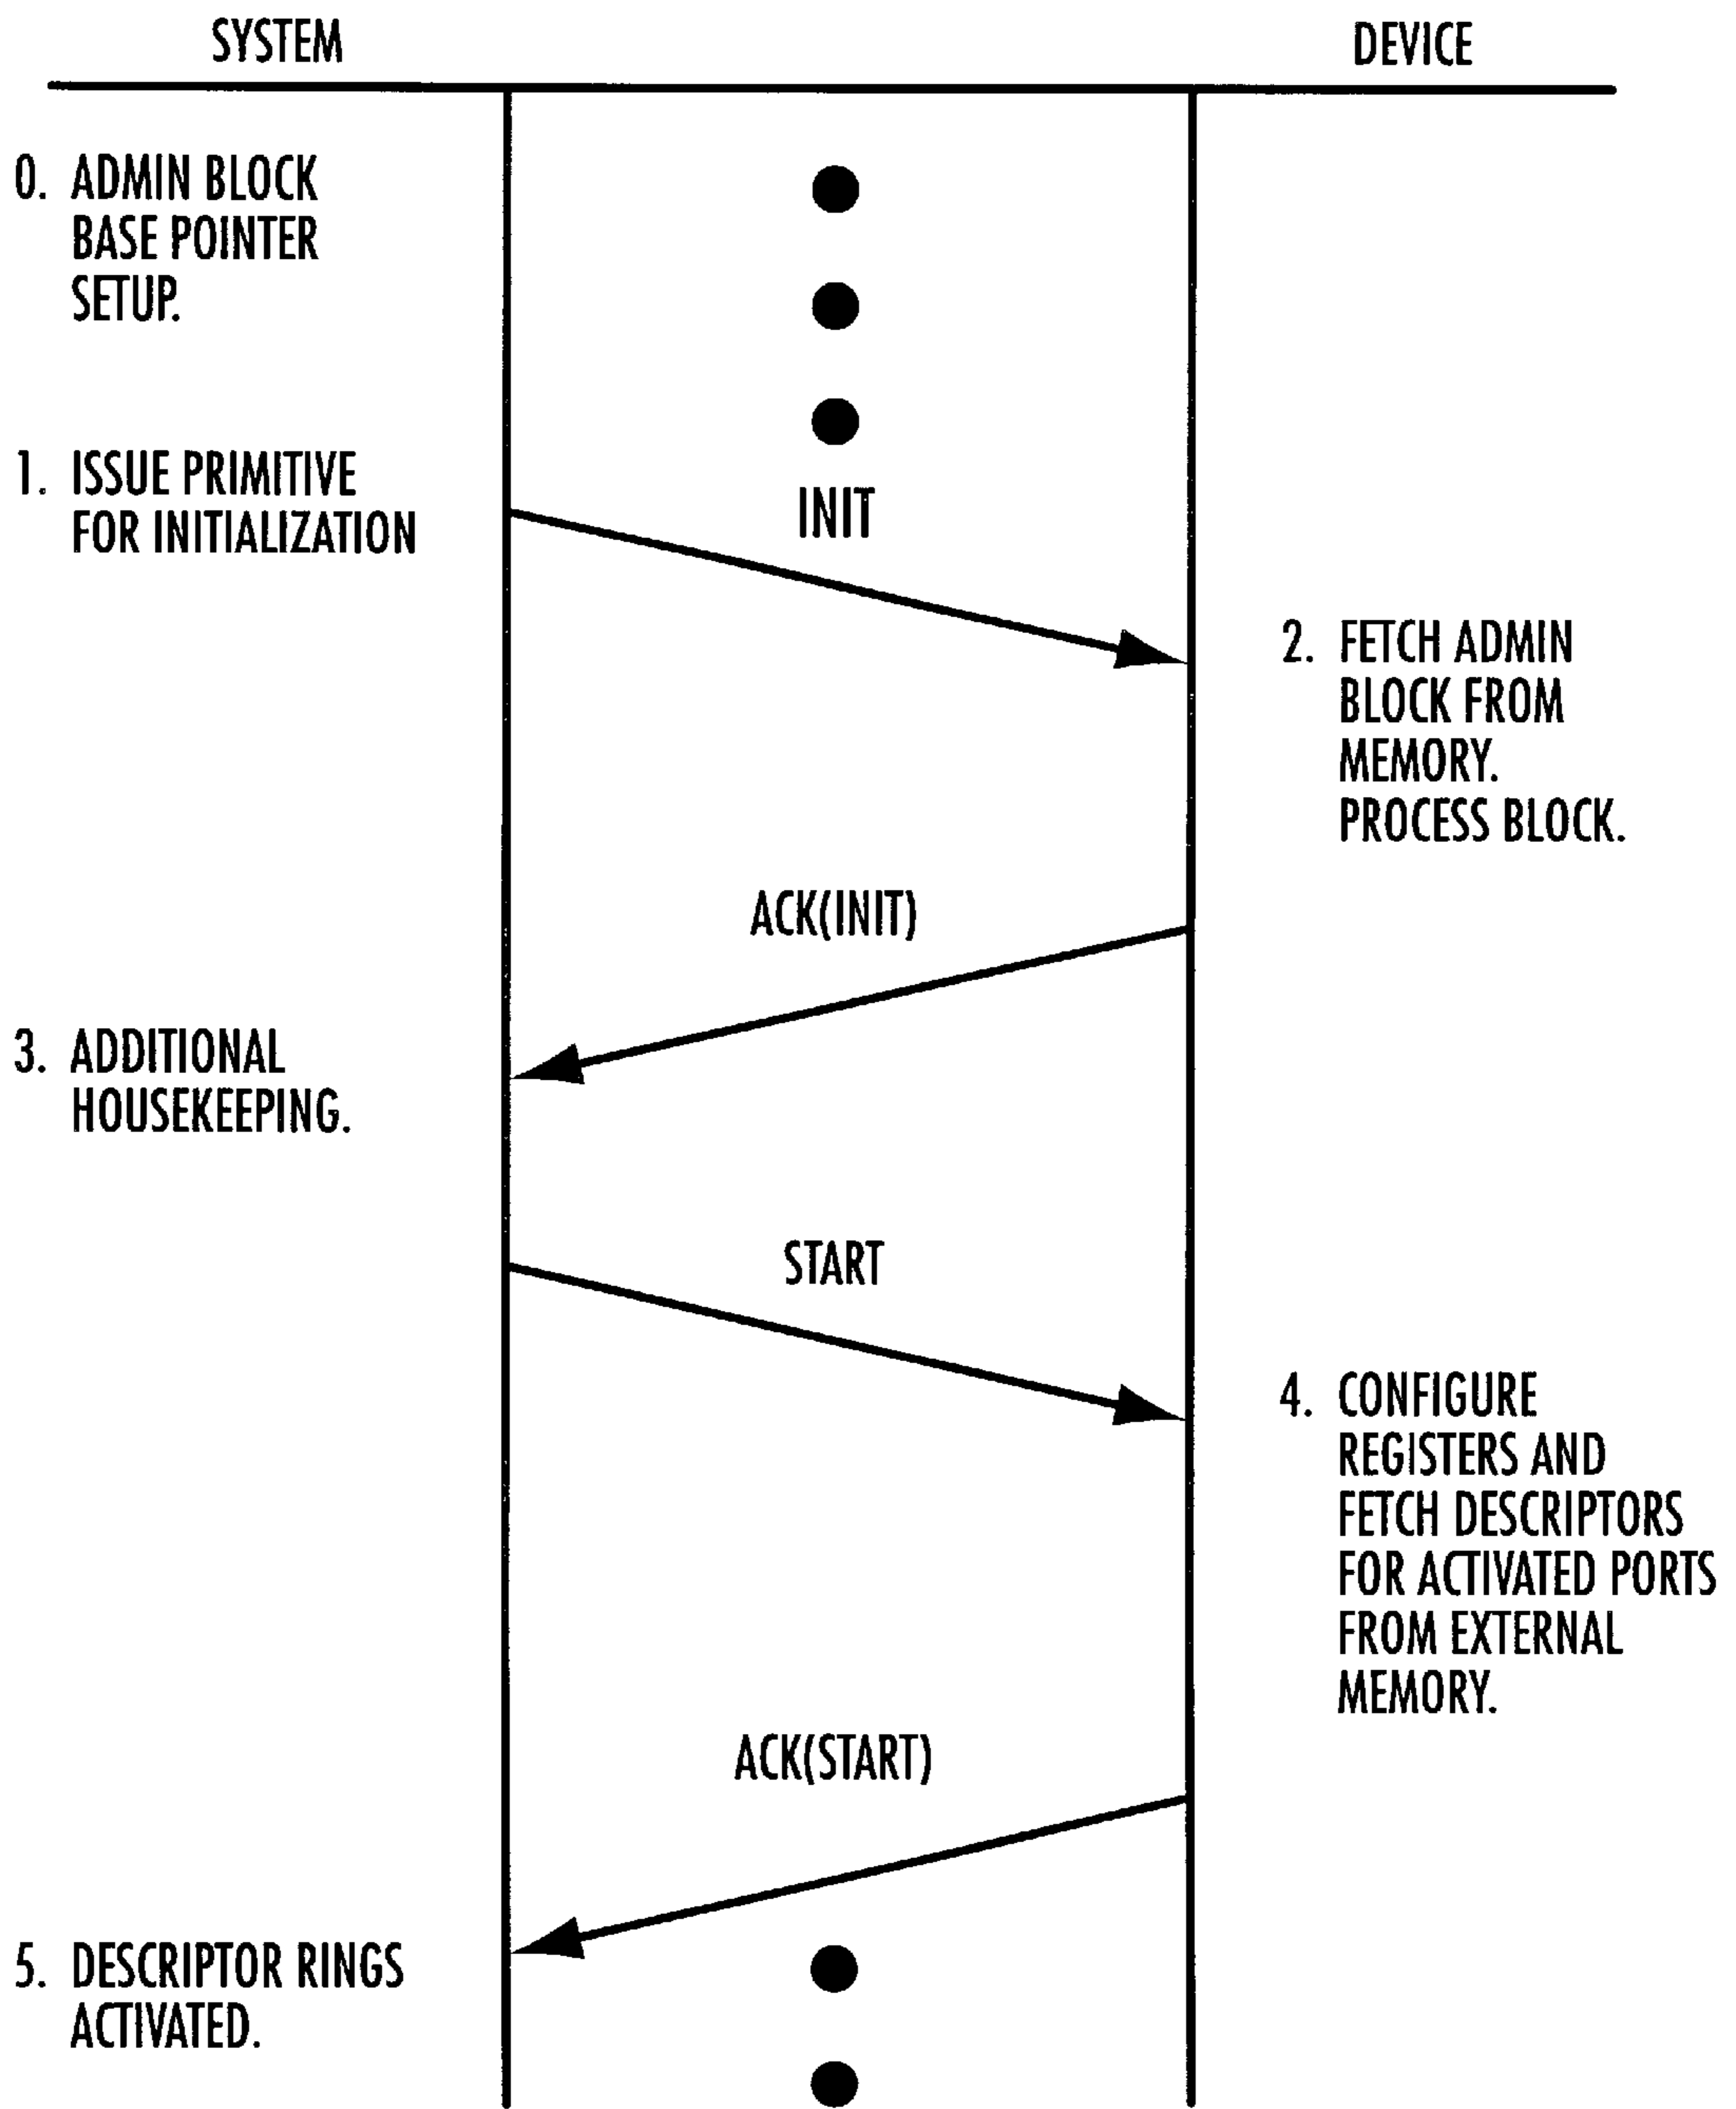 SYSTEM
DEVICE
0. ADMIN BLOCK
BASE POINTER
SETUP.
1. ISSUE PRIMITIVE
FOR INITIALIZATION
INIT
2. FETCH ADMIN
BLOCK FROM
MEMORY.
PROCESS BLOCK.
ACK(INIT)
3. ADDITIONAL
HOUSEKEEPING.
START
4. CONFIGURE
REGISTERS AND
FETCH DESCRIPTORS
FOR ACTIVATED PORTS
FROM EXTERNAL
MEMORY.
ACK(START)
5. DESCRIPTOR RINGS
ACTIVATED.